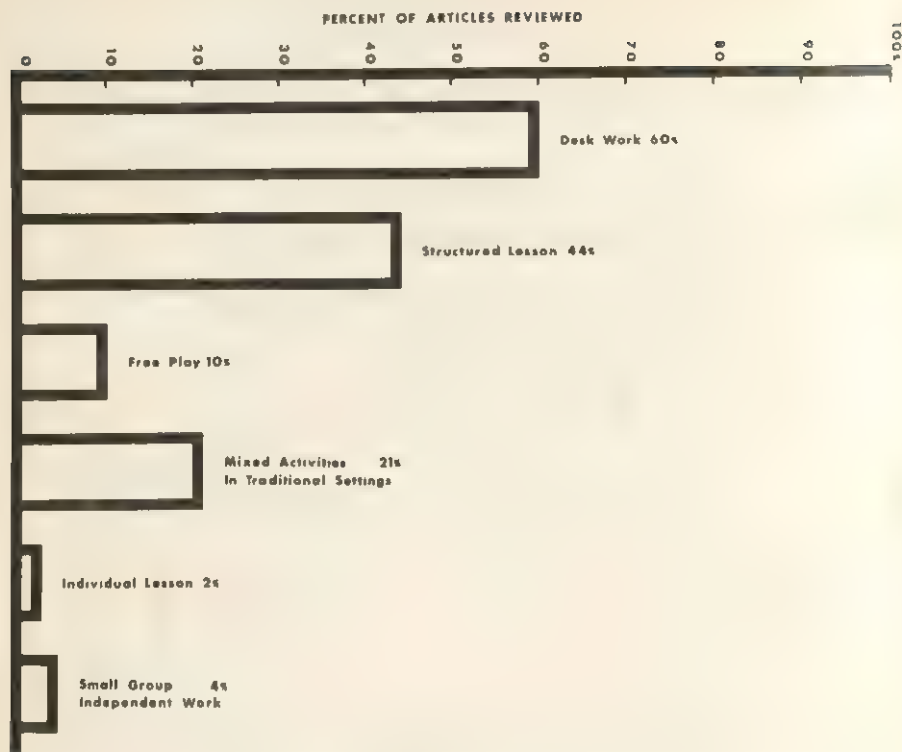 PERCENT OF ARTICLES REVIEWED
0 10 20 30 40 50 60 70 80 90 100%
Desk Work 60%
Structured Lesson 44%
Free Play 10%
Mixed Activities 21%
In Traditional Settings
Individual Lesson 2%
Small Group 4%
Independent Work